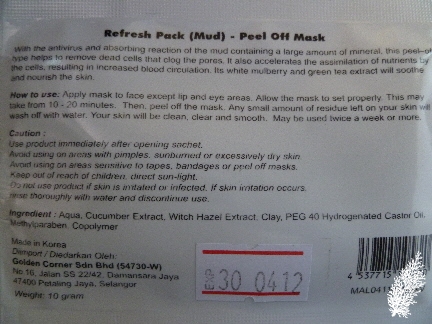 Refresh Pack (Mud) - Peel Off Mask
With the antivirus and absorbing reaction of the mud containing a large amount of mineral, this peel-of
type helps to remove dead cells that clog the pores. It also accelerates the assimilation of nutrients by
the cells, resulting in increased blood circulation. Its white mulberry and green tea extract will soothe
and nourish the skin.
How to use: Apply mask to face except lip and eye areas. Allow the mask to set properly. This may
take from 10 - 20 minutes. Then, peel off the mask. Any small amount of residue left on your skin will
wash off with water. Your skin will be clean, clear and smooth. May be used twice a week or more.
Caution :
Use product immediately after opening sachet.
Avoid using on areas with pimples, sunburned or excessively dry skin.
Avoid using on areas sensitive to tapes, bandages or peel off masks.
Keep out of reach of children, direct sun-light.
Do not use product if skin is irritated or infected. If skin irritation occurs,
rinse thoroughly with water and discontinue use.
Ingredient : Aqua, Cucumber Extract, Witch Hazel Extract, Clay, PEG 40 Hydrogenated Castor Oil,
Methylparaben, Copolymer
Made in Korea
Diimport / Diedarkan Oleh:
Golden Corner Sdn Bhd (54730-W)
No.16, Jalan SS 22/42, Damansara Jaya
47400 Petaling Jaya, Selangor
Weight: 10 gram
EXP 30 0412
4 537715
MAL041